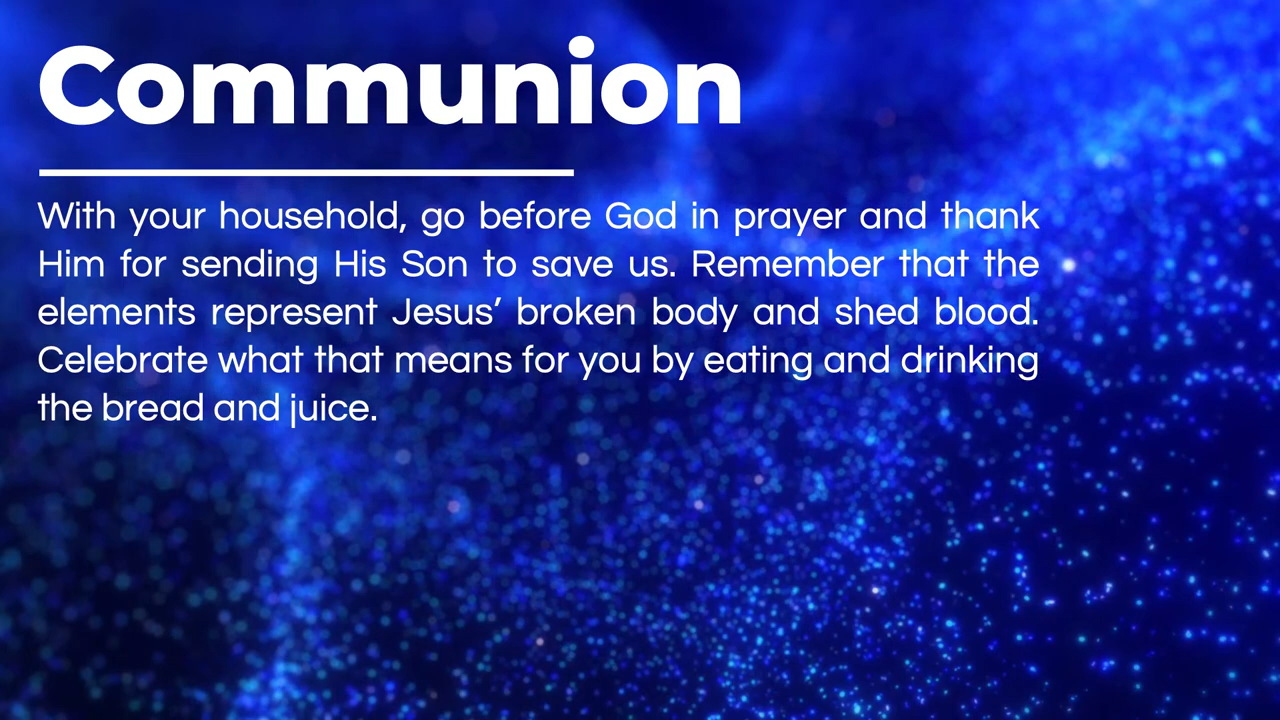 Communion
With your household, go before God in prayer and thank
Him for sending His Son to save us. Remember that the
elements represent Jesus’ broken body and shed blood.
Celebrate what that means for you by eating and drinking
the bread and juice.